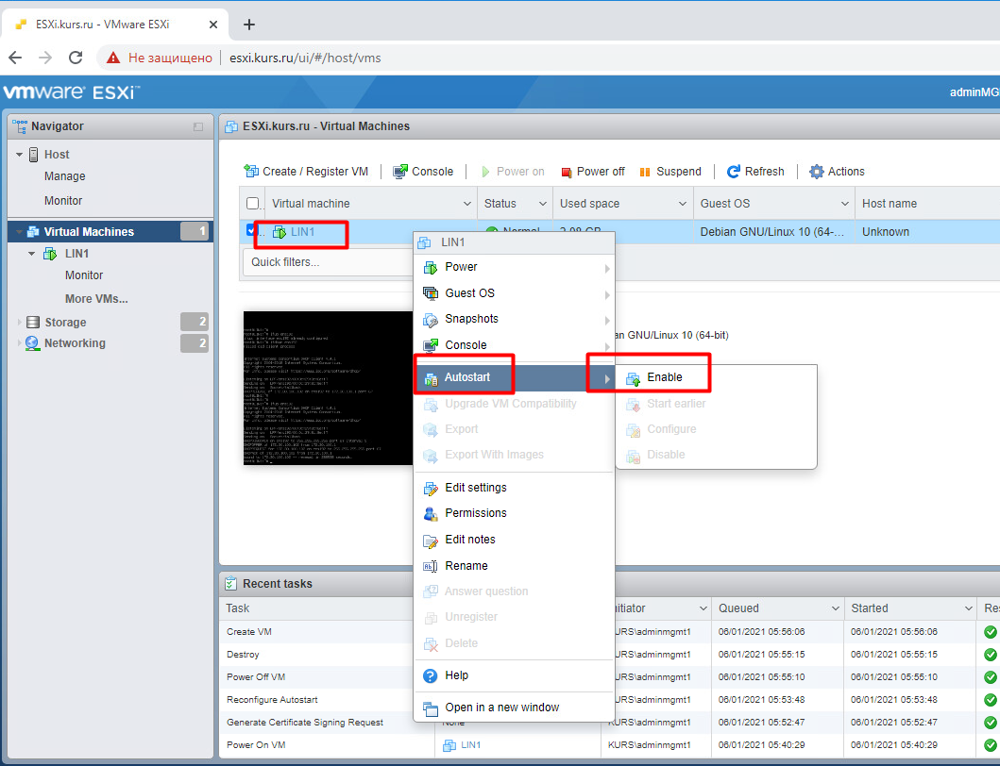 ESXi.kurs.ru - VMware ESXi
Не защищено esxi.kurs.ru/ui/#/host/vms
vmware ESXi™
adminMG
Navigator
ESXi.kurs.ru - Virtual Machines
Host
Manage
Monitor
Virtual Machines 1
LIN1
Monitor
More VMs...
Storage 2
Networking 2
Create / Register VM Console Power on Power off Suspend Refresh Actions
Virtual machine Status Used space Guest OS Host name
LIN1 Normal 2.08 GB Debian GNU/Linux 10 (64-... Unknown
Quick filters...
an GNU/Linux 10 (64-bit)
LIN1
Power
Guest OS
Snapshots
Console
Autostart
Upgrade VM Compatibility
Export
Export With Images
Edit settings
Permissions
Edit notes
Rename
Answer question
Unregister
Delete
Help
Open in a new window
Enable
Start earlier
Configure
Disable
Recent tasks
Task nitiator Queued Started Res
Create VM URS\adminmgmt1 06/01/2021 05:56:06 06/01/2021 05:56:06
Destroy URS\adminmgmt1 06/01/2021 05:55:15 06/01/2021 05:55:15
Power Off VM URS\adminmgmt1 06/01/2021 05:55:10 06/01/2021 05:55:10
Reconfigure Autostart URS\adminmgmt1 06/01/2021 05:53:48 06/01/2021 05:53:48
Generate Certificate Signing Request None KURS\adminmgmt1 06/01/2021 05:52:47 06/01/2021 05:52:47
Power On VM LIN1 KURS\adminmgmt1 06/01/2021 05:40:29 06/01/2021 05:40:29